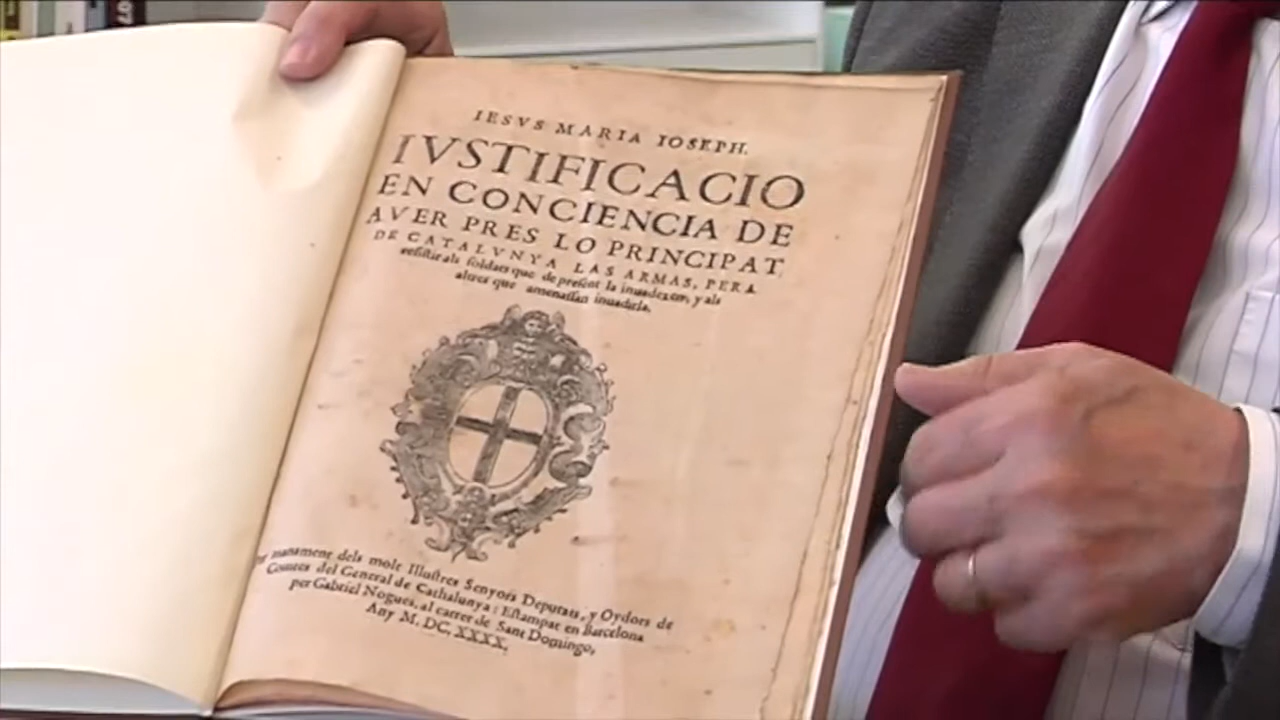 IESVS MARIA IOSEPH.
IVSTIFICACIO
EN CONCIENCIA DE
AVER PRES LO PRINCIPAT
DE CATALVNYA LAS ARMAS, PERA
resistir als soldats que de present la inuadexen, y als
altres que amenassan inuadirla.
manament dels molt Illustres Senyors Deputats, y Oydors de
Comtes del General de Cathalunya: Estampat en Barcelona
per Gabriel Nogues, al carrer de Sant Domingo,
Any M. DC. XXXX.